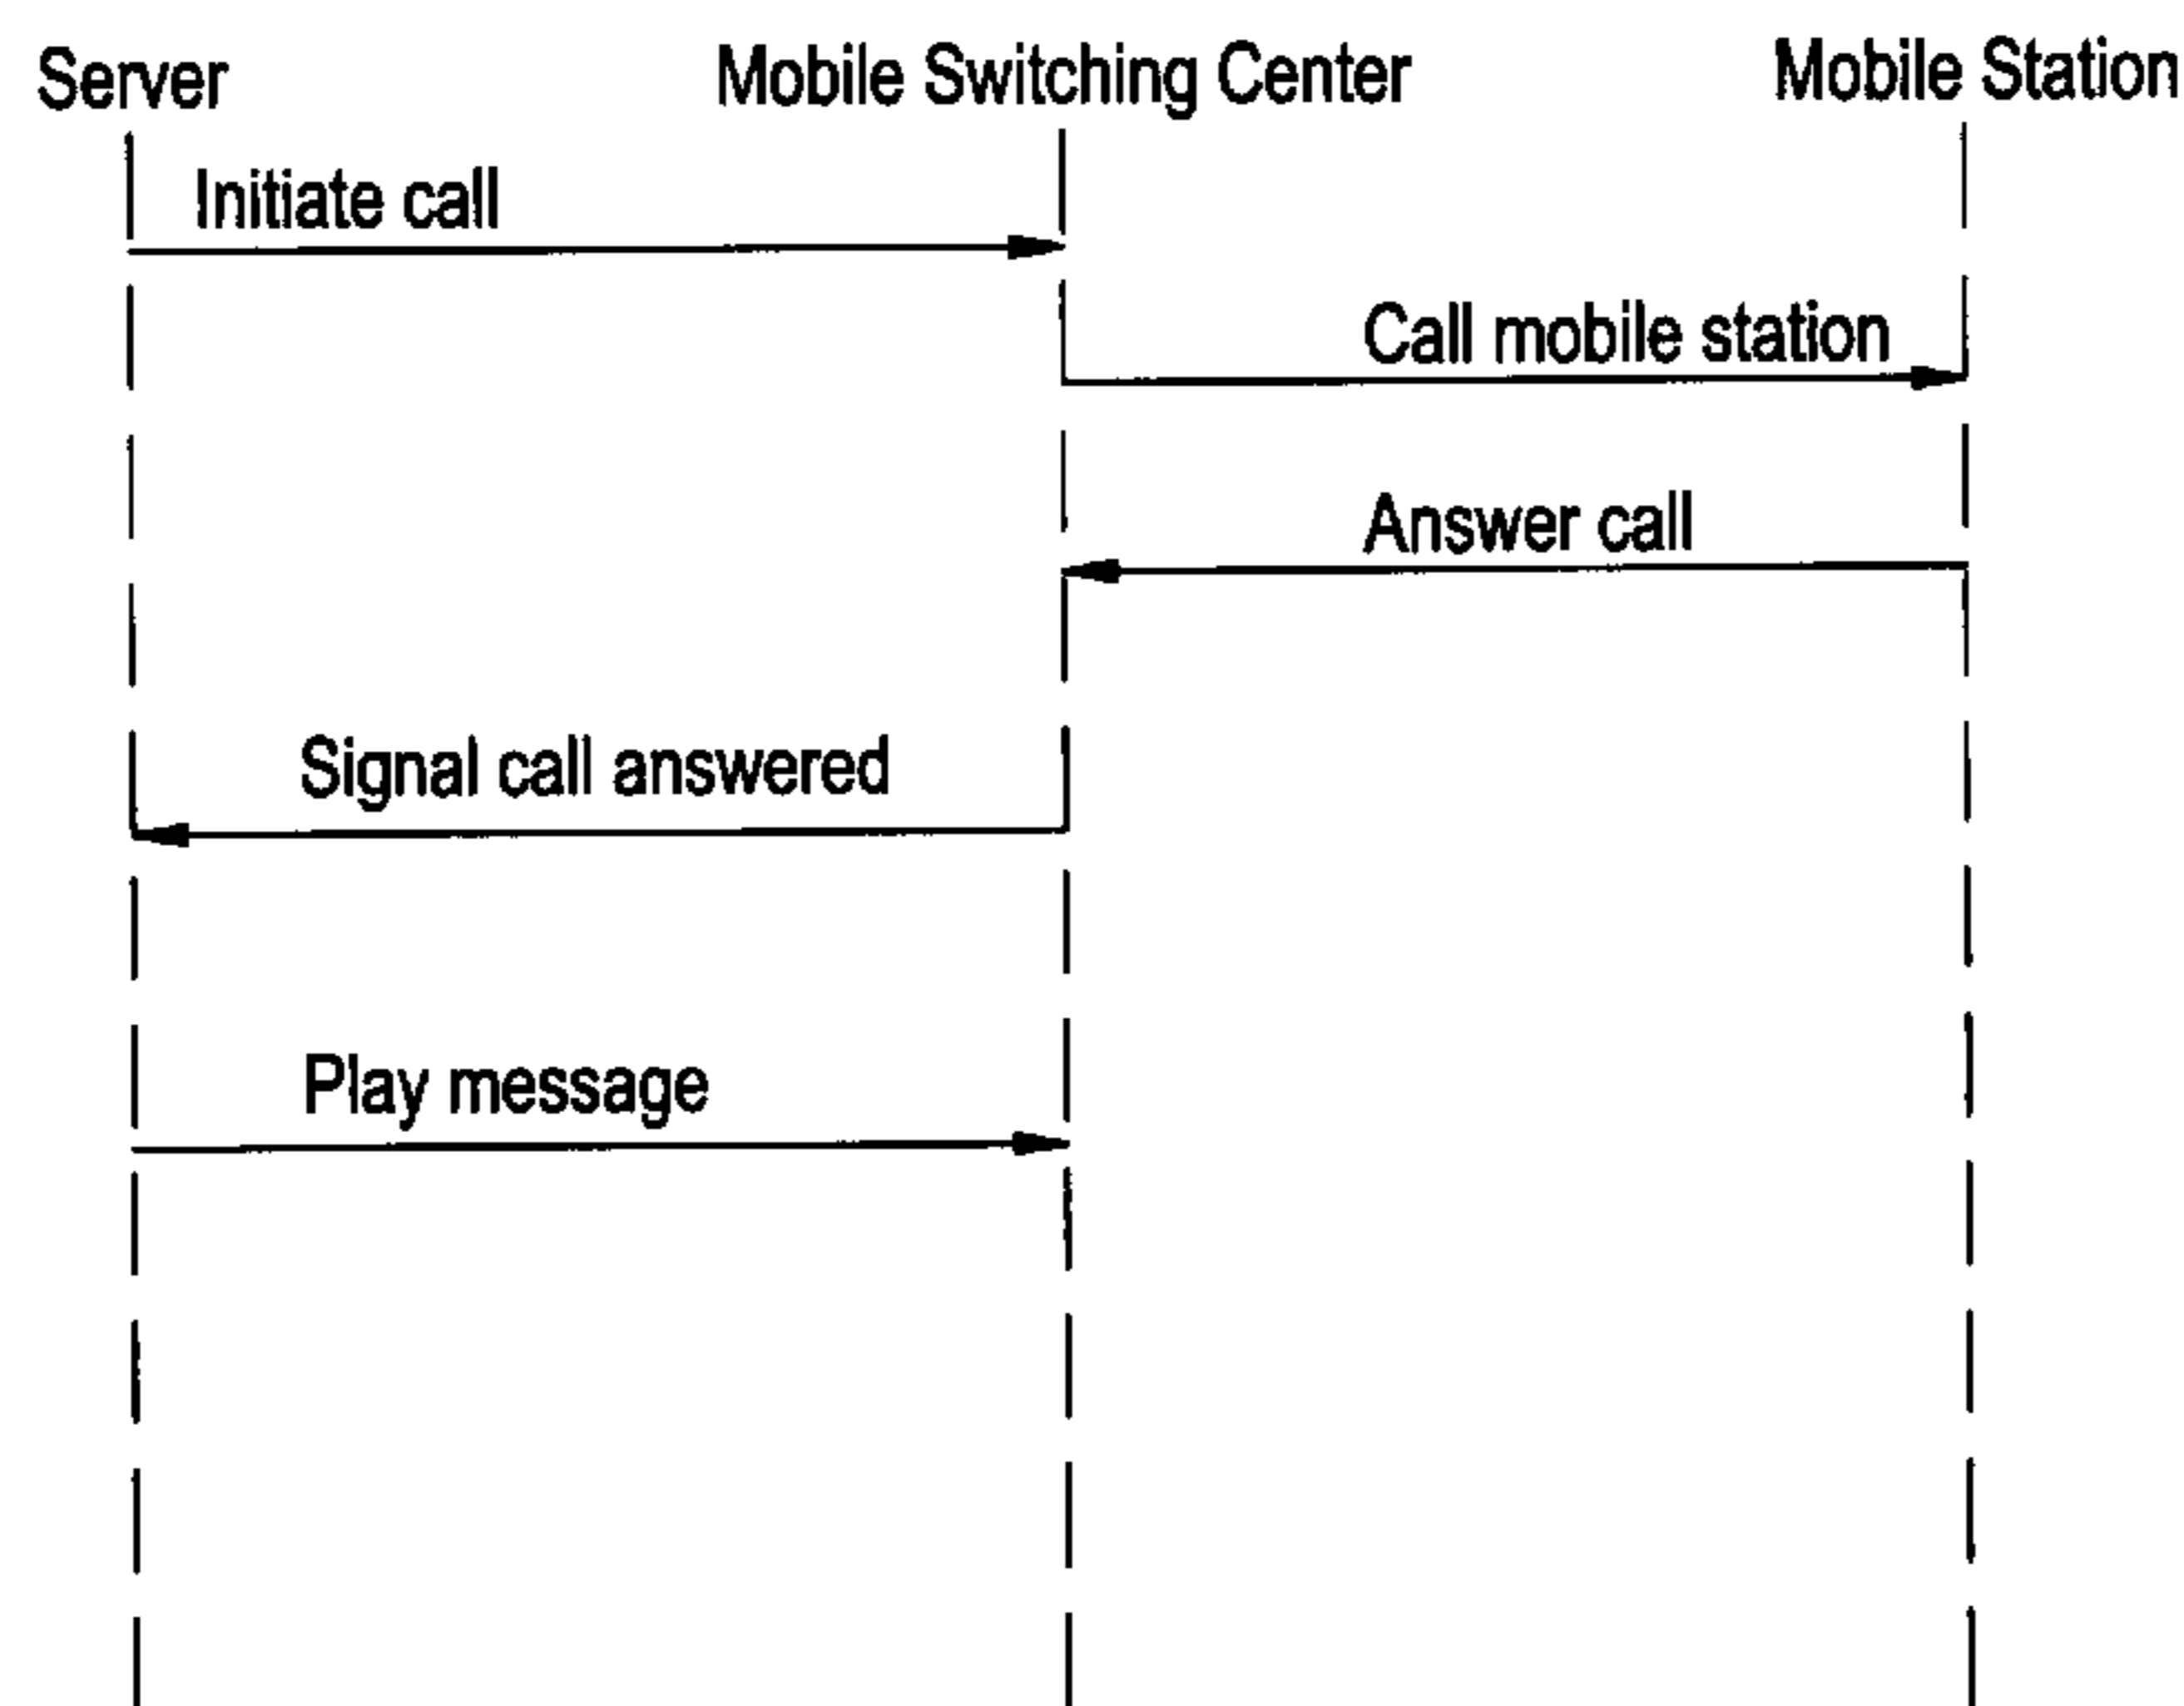 Server
Mobile Switching Center
Mobile Station
Initiate call
Call mobile station
Answer call
Signal call answered
Play message